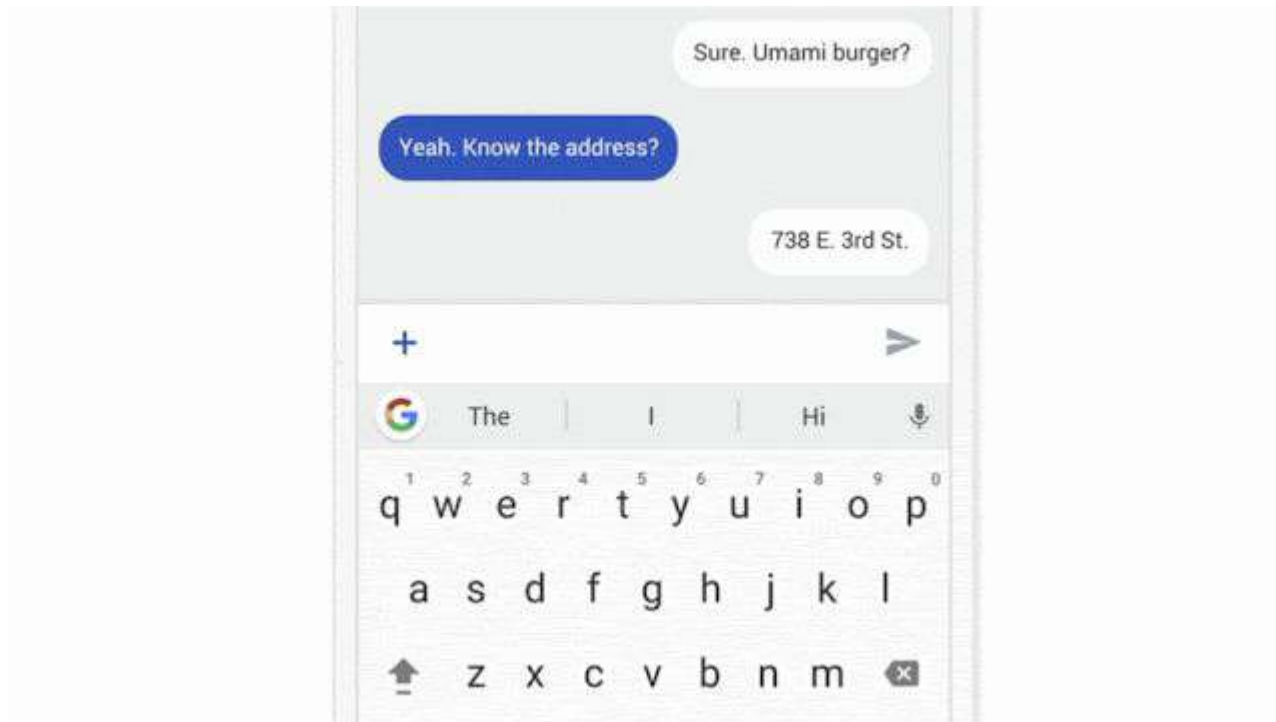 Sure. Umami burger?
Yeah. Know the address?
738 E. 3rd St.
G The I Hi
1 2 3 4 5 6 7 8 9 0
q w e r t y u i o p
a s d f g h j k l
z x c v b n m